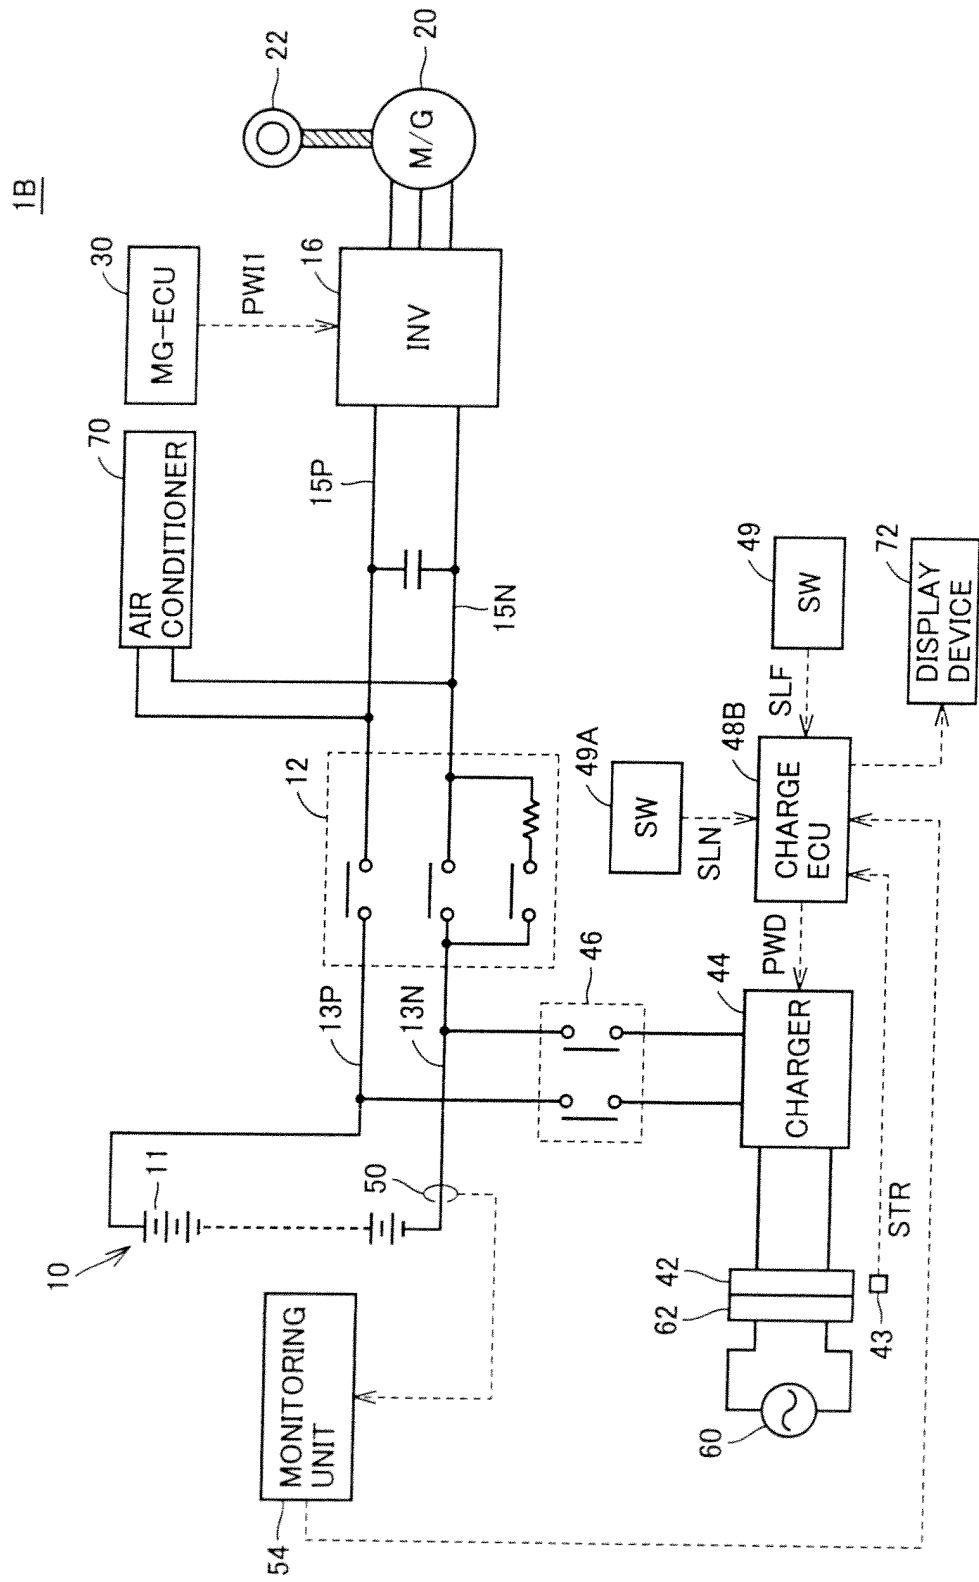 1B
22
20
M/G
30
MG-ECU
PWI1
16
INV
70
AIR
CONDITIONER
15P
15N
12
13P
13N
11
10
50
MONITORING
UNIT
54
46
49A
SW
SLN
49
SW
SLF
48B
CHARGE
ECU
72
DISPLAY
DEVICE
PWD
44
CHARGER
42
62
43
STR
60